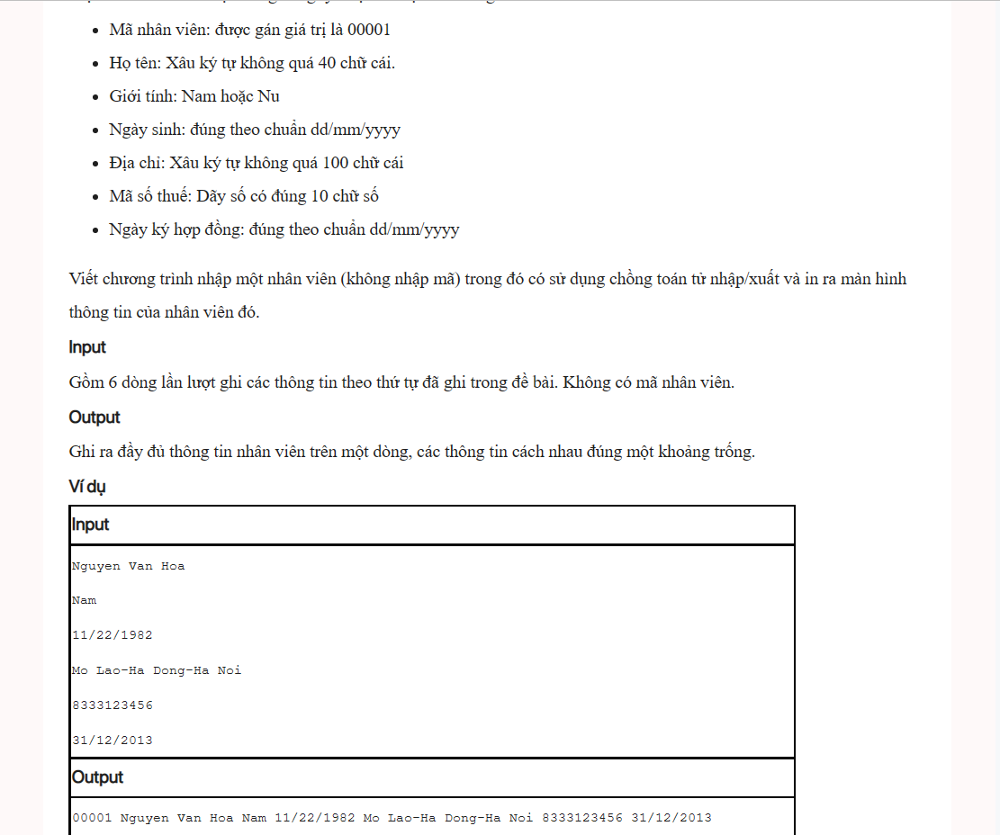 Mã nhân viên: được gán giá trị là 00001
Họ tên: Xâu ký tự không quá 40 chữ cái.
Giới tính: Nam hoặc Nu
Ngày sinh: đúng theo chuẩn dd/mm/yyyy
Địa chỉ: Xâu ký tự không quá 100 chữ cái
Mã số thuế: Dãy số có đúng 10 chữ số
Ngày ký hợp đồng: đúng theo chuẩn dd/mm/yyyy
Viết chương trình nhập một nhân viên (không nhập mã) trong đó có sử dụng chồng toán tử nhập/xuất và in ra màn hình
thông tin của nhân viên đó.
Input
Gồm 6 dòng lần lượt ghi các thông tin theo thứ tự đã ghi trong đề bài. Không có mã nhân viên.
Output
Ghi ra đầy đủ thông tin nhân viên trên một dòng, các thông tin cách nhau đúng một khoảng trống.
Ví dụ
Input
Nguyen Van Hoa
Nam
11/22/1982
Mo Lao-Ha Dong-Ha Noi
8333123456
31/12/2013
Output
00001 Nguyen Van Hoa Nam 11/22/1982 Mo Lao-Ha Dong-Ha Noi 8333123456 31/12/2013